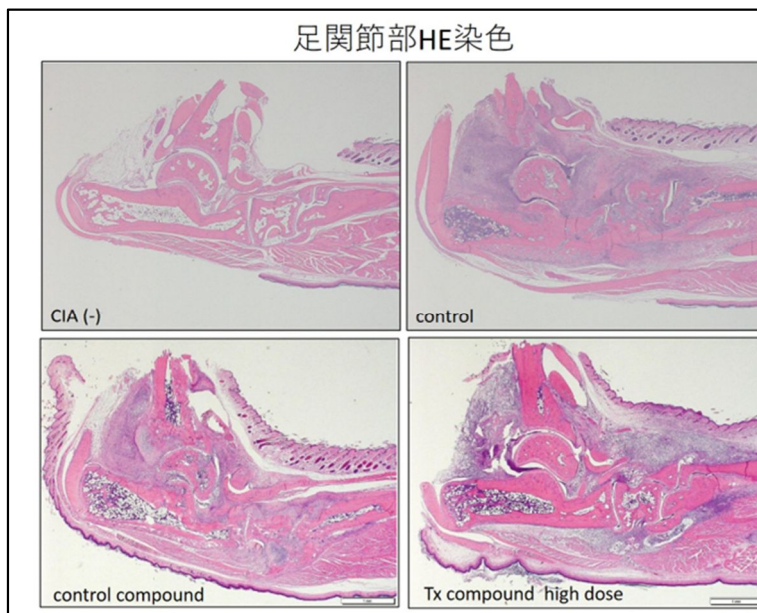 足関節部HE染色
CIA (-)
control
control compound
Tx compound  high dose